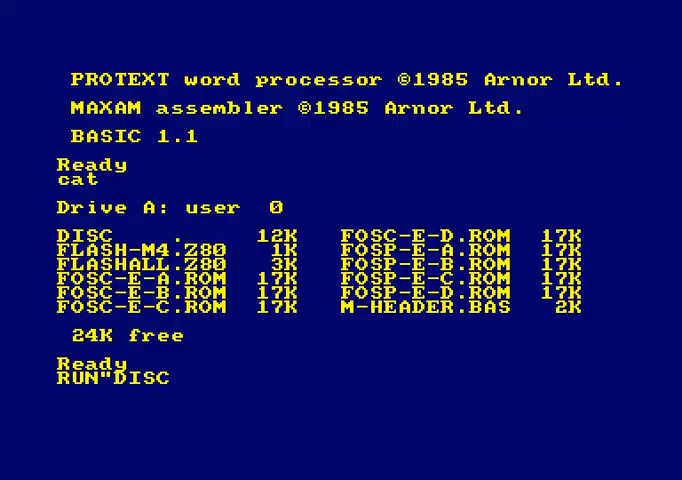 PROTEXT word processor ©1985 Arnor Ltd.
MAXAM assembler ©1985 Arnor Ltd.
BASIC 1.1
Ready
cat
Drive A: user  0
DISC    .       12K   FOSC-E-D.ROM  17K
FLASH-M4.Z80     1K   FOSP-E-A.ROM  17K
FLASHALL.Z80     3K   FOSP-E-B.ROM  17K
FOSC-E-A.ROM    17K   FOSP-E-C.ROM  17K
FOSC-E-B.ROM    17K   FOSP-E-D.ROM  17K
FOSC-E-C.ROM    17K   M-HEADER.BAS   2K
24K free
Ready
RUN"DISC